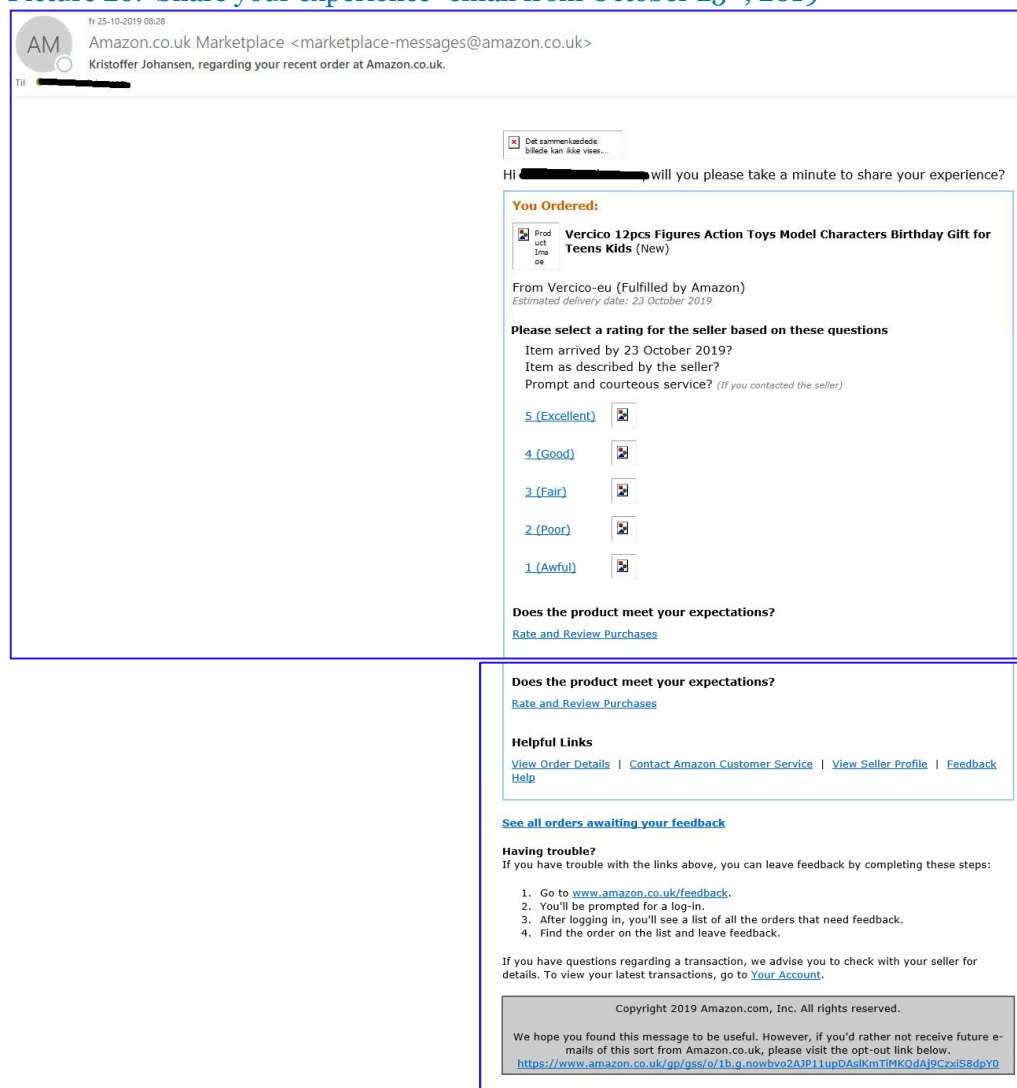 fr 25-10-2019 08:28
AM
Amazon.co.uk Marketplace <marketplace-messages@amazon.co.uk>
Kristoffer Johansen, regarding your recent order at Amazon.co.uk.
Til
Det sammenkædede
billede kan ikke vises....
Hi will you please take a minute to share your experience?
You Ordered:
Prod
uct
Ima
ge
Vercico 12pcs Figures Action Toys Model Characters Birthday Gift for
Teens Kids (New)
From Vercico-eu (Fulfilled by Amazon)
Estimated delivery date: 23 October 2019
Please select a rating for the seller based on these questions
Item arrived by 23 October 2019?
Item as described by the seller?
Prompt and courteous service? (If you contacted the seller)
5 (Excellent)
4 (Good)
3 (Fair)
2 (Poor)
1 (Awful)
Does the product meet your expectations?
Rate and Review Purchases
Does the product meet your expectations?
Rate and Review Purchases
Helpful Links
View Order Details | Contact Amazon Customer Service | View Seller Profile | Feedback
Help
See all orders awaiting your feedback
Having trouble?
If you have trouble with the links above, you can leave feedback by completing these steps:
1. Go to www.amazon.co.uk/feedback.
2. You'll be prompted for a log-in.
3. After logging in, you'll see a list of all the orders that need feedback.
4. Find the order on the list and leave feedback.
If you have questions regarding a transaction, we advise you to check with your seller for
details. To view your latest transactions, go to Your Account.
Copyright 2019 Amazon.com, Inc. All rights reserved.
We hope you found this message to be useful. However, if you'd rather not receive future e-
mails of this sort from Amazon.co.uk, please visit the opt-out link below.
https://www.amazon.co.uk/gp/gss/o/1b.g.nowbvo2AJP11upDAslKmTiMKQdAj9CzxiS8dpY0